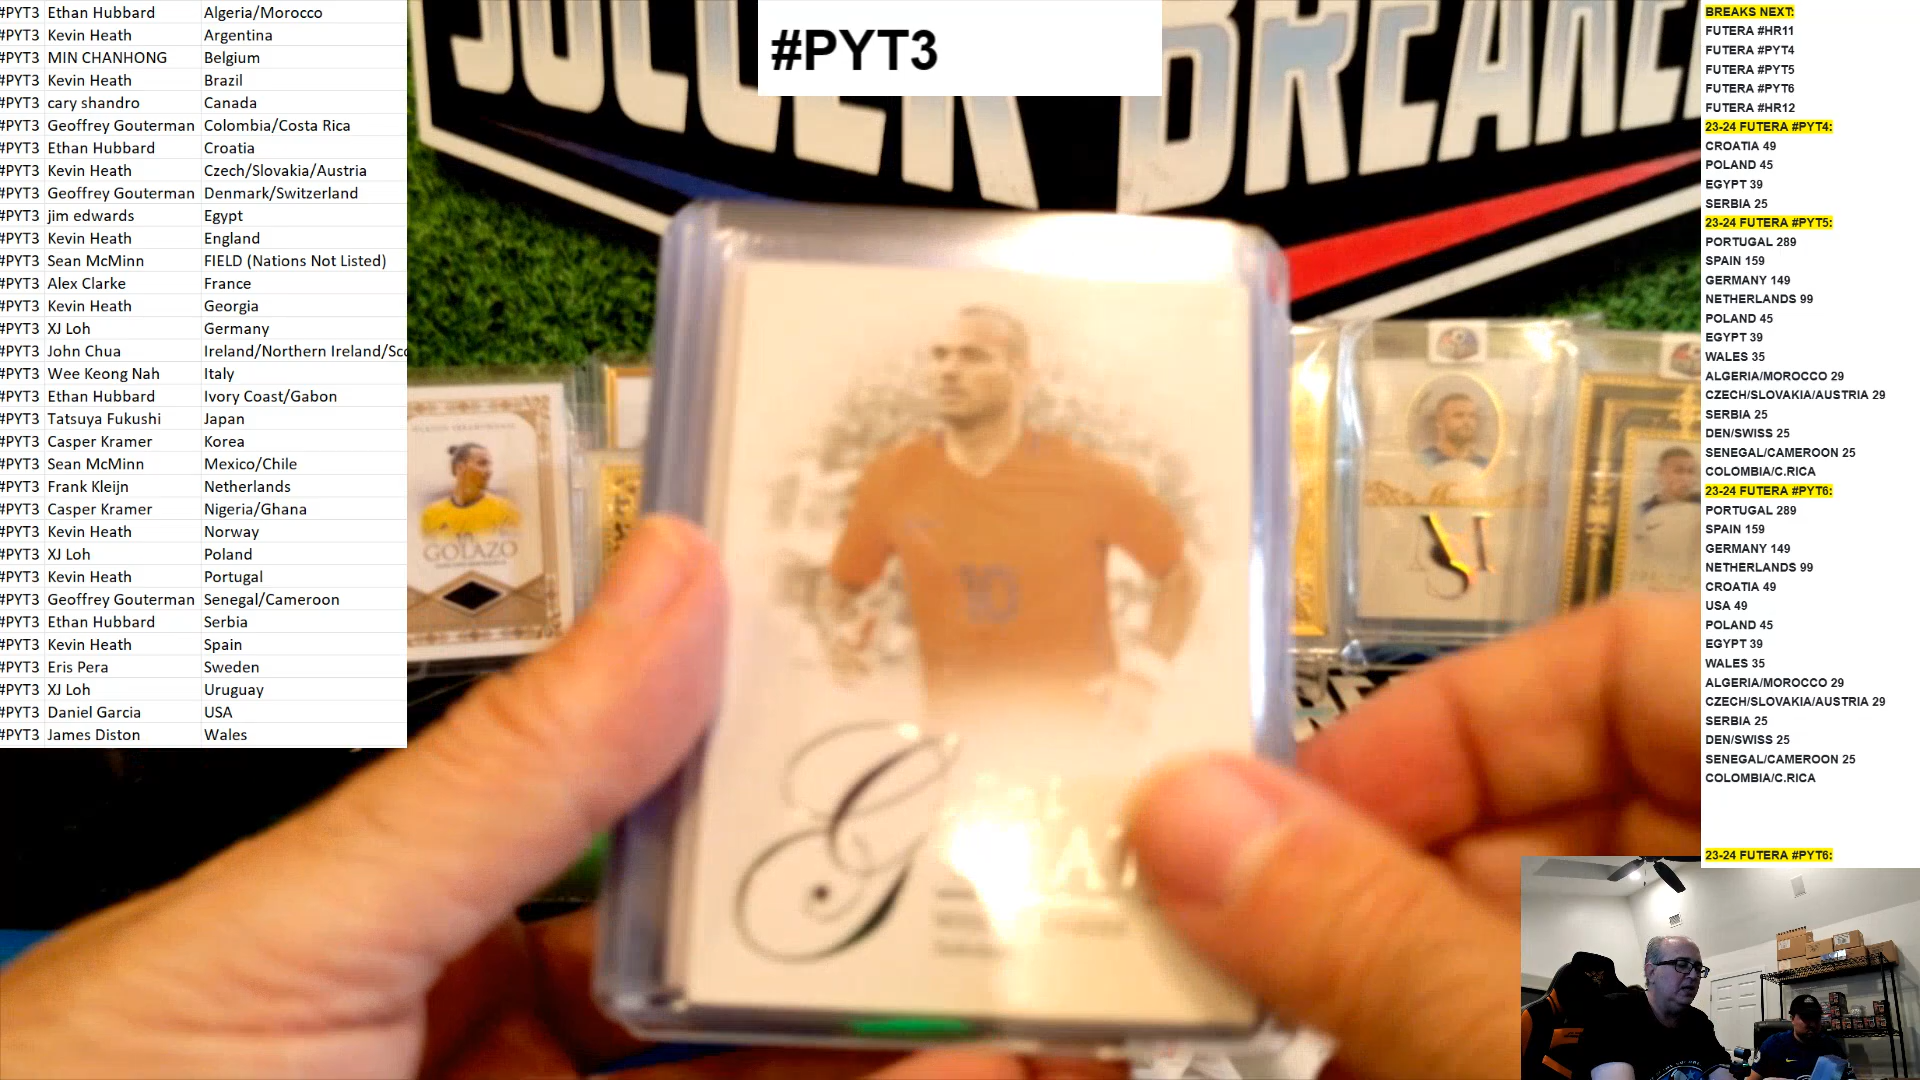 #PYT3 Ethan Hubbard Algeria/Morocco
#PYT3 Kevin Heath Argentina
#PYT3 MIN CHANHONG Belgium
#PYT3 Kevin Heath Brazil
#PYT3 cary shandro Canada
#PYT3 Geoffrey Gouterman Colombia/Costa Rica
#PYT3 Ethan Hubbard Croatia
#PYT3 Kevin Heath Czech/Slovakia/Austria
#PYT3 Geoffrey Gouterman Denmark/Switzerland
#PYT3 jim edwards Egypt
#PYT3 Kevin Heath England
#PYT3 Sean McMinn FIELD (Nations Not Listed)
#PYT3 Alex Clarke France
#PYT3 Kevin Heath Georgia
#PYT3 XJ Loh Germany
#PYT3 John Chua Ireland/Northern Ireland/Sco
#PYT3 Wee Keong Nah Italy
#PYT3 Ethan Hubbard Ivory Coast/Gabon
#PYT3 Tatsuya Fukushi Japan
#PYT3 Casper Kramer Korea
#PYT3 Sean McMinn Mexico/Chile
#PYT3 Frank Kleijn Netherlands
#PYT3 Casper Kramer Nigeria/Ghana
#PYT3 Kevin Heath Norway
#PYT3 XJ Loh Poland
#PYT3 Kevin Heath Portugal
#PYT3 Geoffrey Gouterman Senegal/Cameroon
#PYT3 Ethan Hubbard Serbia
#PYT3 Kevin Heath Spain
#PYT3 Eris Pera Sweden
#PYT3 XJ Loh Uruguay
#PYT3 Daniel Garcia USA
#PYT3 James Diston Wales
#PYT3
SOCCER BREAKER
10
G
GOLAZO
BREAKS NEXT:
FUTERA #HR11
FUTERA #PYT4
FUTERA #PYT5
FUTERA #PYT6
FUTERA #HR12
23-24 FUTERA #PYT4:
CROATIA 49
POLAND 45
EGYPT 39
SERBIA 25
23-24 FUTERA #PYT5:
PORTUGAL 289
SPAIN 159
GERMANY 149
NETHERLANDS 99
POLAND 45
EGYPT 39
WALES 35
ALGERIA/MOROCCO 29
CZECH/SLOVAKIA/AUSTRIA 29
SERBIA 25
DEN/SWISS 25
SENEGAL/CAMEROON 25
COLOMBIA/C.RICA
23-24 FUTERA #PYT6:
PORTUGAL 289
SPAIN 159
GERMANY 149
NETHERLANDS 99
CROATIA 49
USA 49
POLAND 45
EGYPT 39
WALES 35
ALGERIA/MOROCCO 29
CZECH/SLOVAKIA/AUSTRIA 29
SERBIA 25
DEN/SWISS 25
SENEGAL/CAMEROON 25
COLOMBIA/C.RICA
23-24 FUTERA #PYT6: